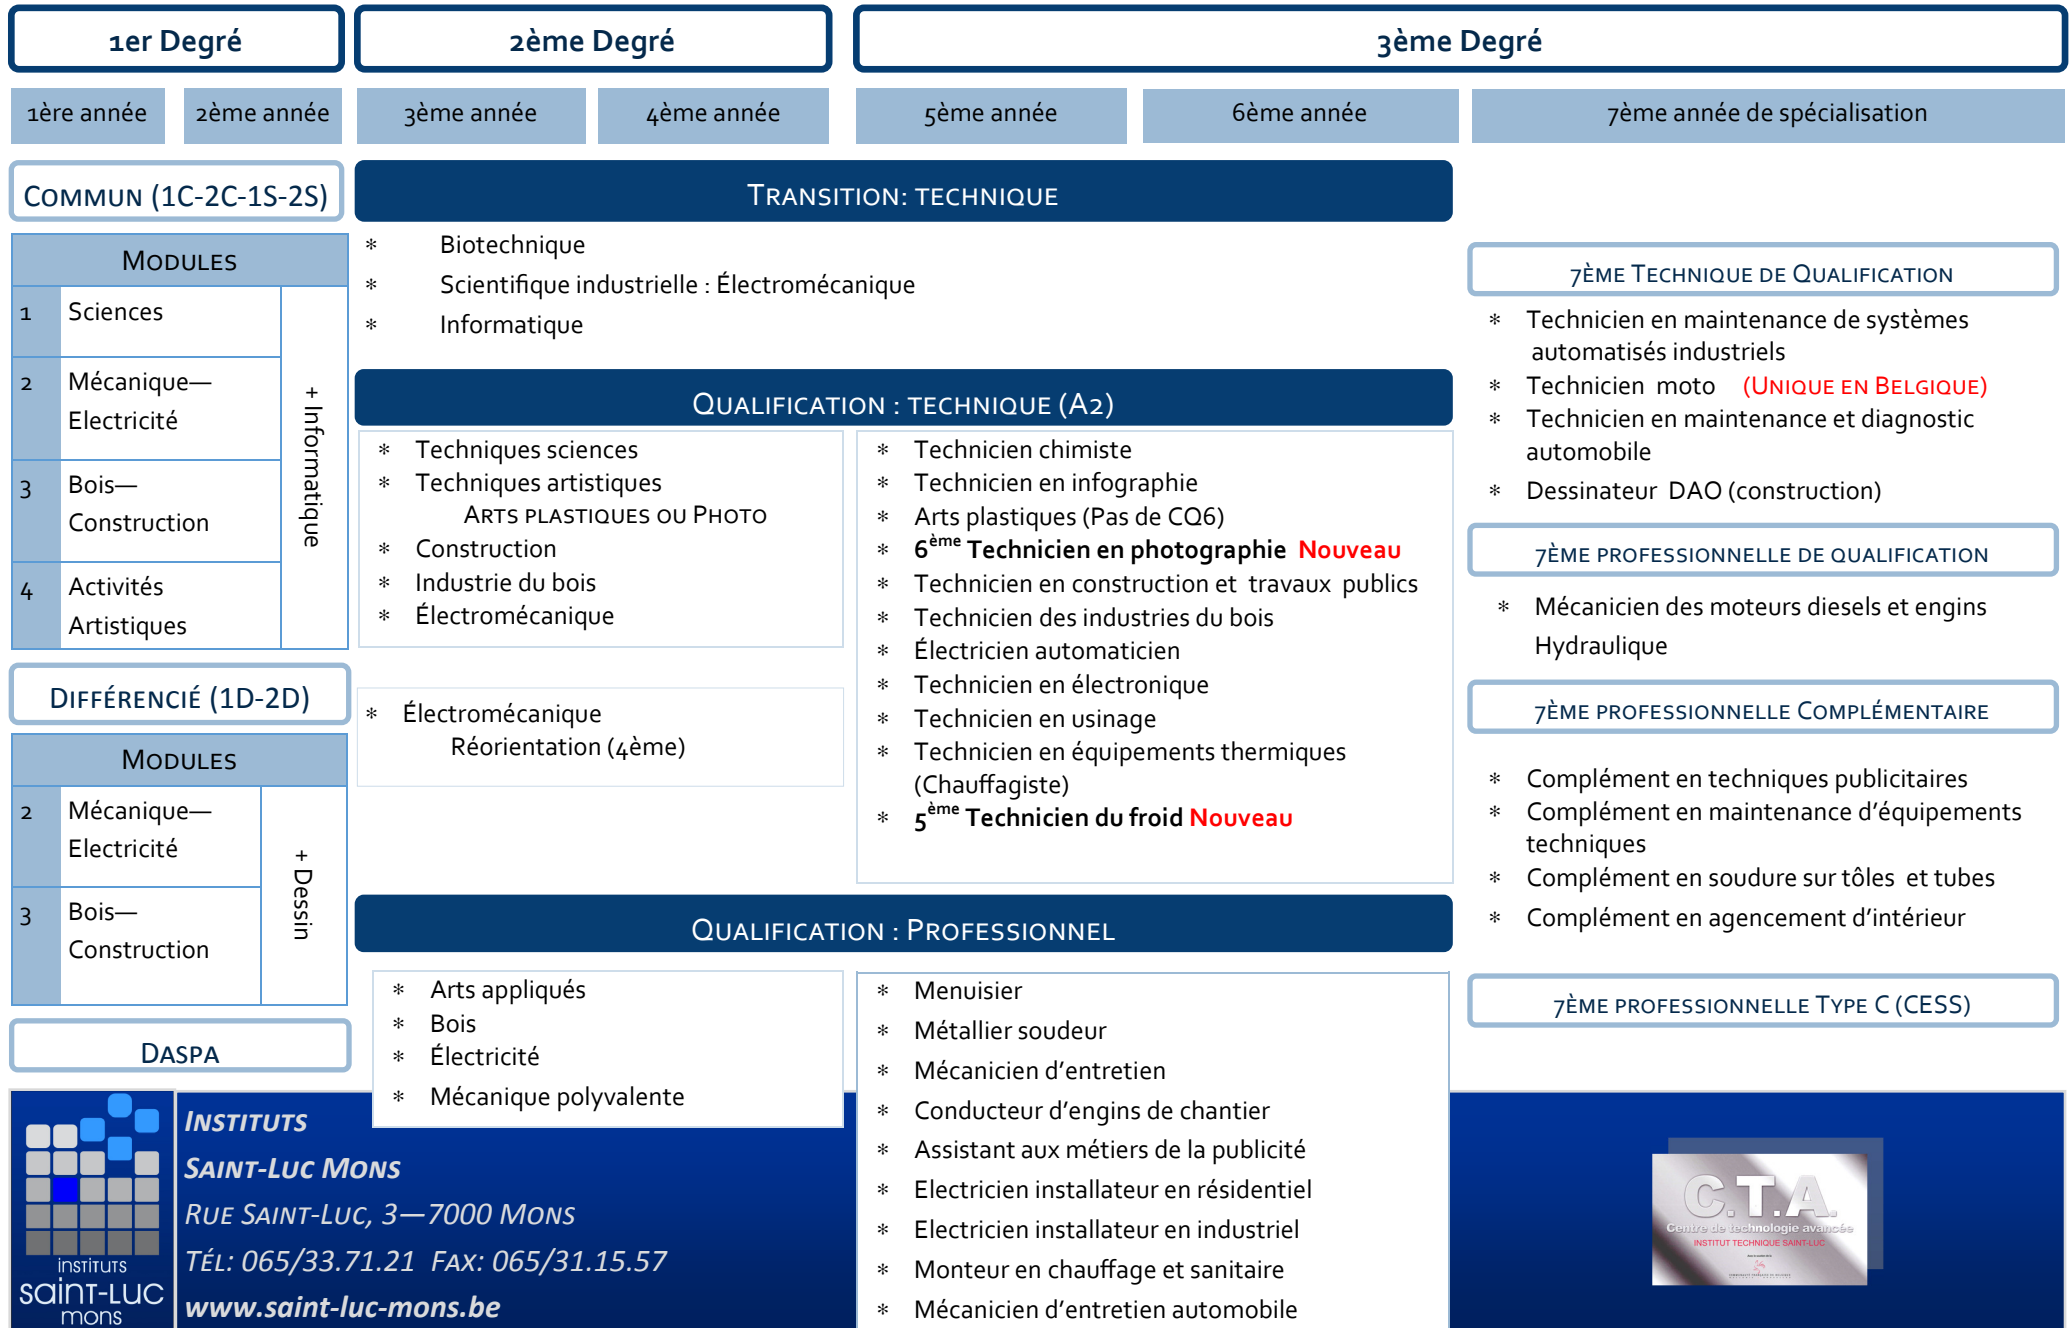 1er Degré
2ème Degré
3ème Degré
1ère année
2ème année
3ème année
4ème année
5ème année
6ème année
7ème année de spécialisation
COMMUN (1C-2C-1S-2S)
MODULES
1 Sciences
2 Mécanique—
Electricité
3 Bois—
Construction
4 Activités
Artistiques
+ Informatique
DIFFÉRENCIÉ (1D-2D)
MODULES
2 Mécanique—
Electricité
3 Bois—
Construction
+ Dessin
DASPA
TRANSITION: TECHNIQUE
* Biotechnique
* Scientifique industrielle : Électromécanique
* Informatique
QUALIFICATION : TECHNIQUE (A2)
* Techniques sciences
* Techniques artistiques
ARTS PLASTIQUES OU PHOTO
* Construction
* Industrie du bois
* Électromécanique
* Électromécanique
Réorientation (4ème)
* Technicien chimiste
* Technicien en infographie
* Arts plastiques (Pas de CQ6)
* 6ème Technicien en photographie Nouveau
* Technicien en construction et travaux publics
* Technicien des industries du bois
* Électricien automaticien
* Technicien en électronique
* Technicien en usinage
* Technicien en équipements thermiques
(Chauffagiste)
* 5ème Technicien du froid Nouveau
QUALIFICATION : PROFESSIONNEL
* Arts appliqués
* Bois
* Électricité
* Mécanique polyvalente
* Menuisier
* Métallier soudeur
* Mécanicien d'entretien
* Conducteur d'engins de chantier
* Assistant aux métiers de la publicité
* Electricien installateur en résidentiel
* Electricien installateur en industriel
* Monteur en chauffage et sanitaire
* Mécanicien d'entretien automobile
7ÈME TECHNIQUE DE QUALIFICATION
* Technicien en maintenance de systèmes
automatisés industriels
* Technicien moto (UNIQUE EN BELGIQUE)
* Technicien en maintenance et diagnostic
automobile
* Dessinateur DAO (construction)
7ÈME PROFESSIONNELLE DE QUALIFICATION
* Mécanicien des moteurs diesels et engins
Hydraulique
7ÈME PROFESSIONNELLE COMPLÉMENTAIRE
* Complément en techniques publicitaires
* Complément en maintenance d'équipements
techniques
* Complément en soudure sur tôles et tubes
* Complément en agencement d'intérieur
7ÈME PROFESSIONNELLE TYPE C (CESS)
instituts
saint-luc
mons
INSTITUTS
SAINT-LUC MONS
RUE SAINT-LUC, 3—7000 MONS
TÉL: 065/33.71.21 FAX: 065/31.15.57
www.saint-luc-mons.be
C.T.A.
Centre de technologie avancée
INSTITUT TECHNIQUE SAINT-LUC